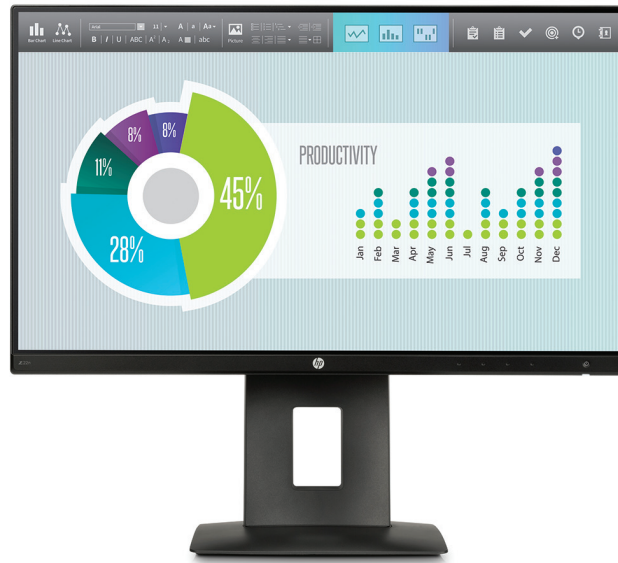 Arial 11 A a Aa
Bar Chart Line Chart B I U ABC A A A abc Picture
8% 8%
11%
45%
28%
PRODUCTIVITY
Jan Feb Mar Apr May Jun Jul Aug Sep Oct Nov Dec
hp